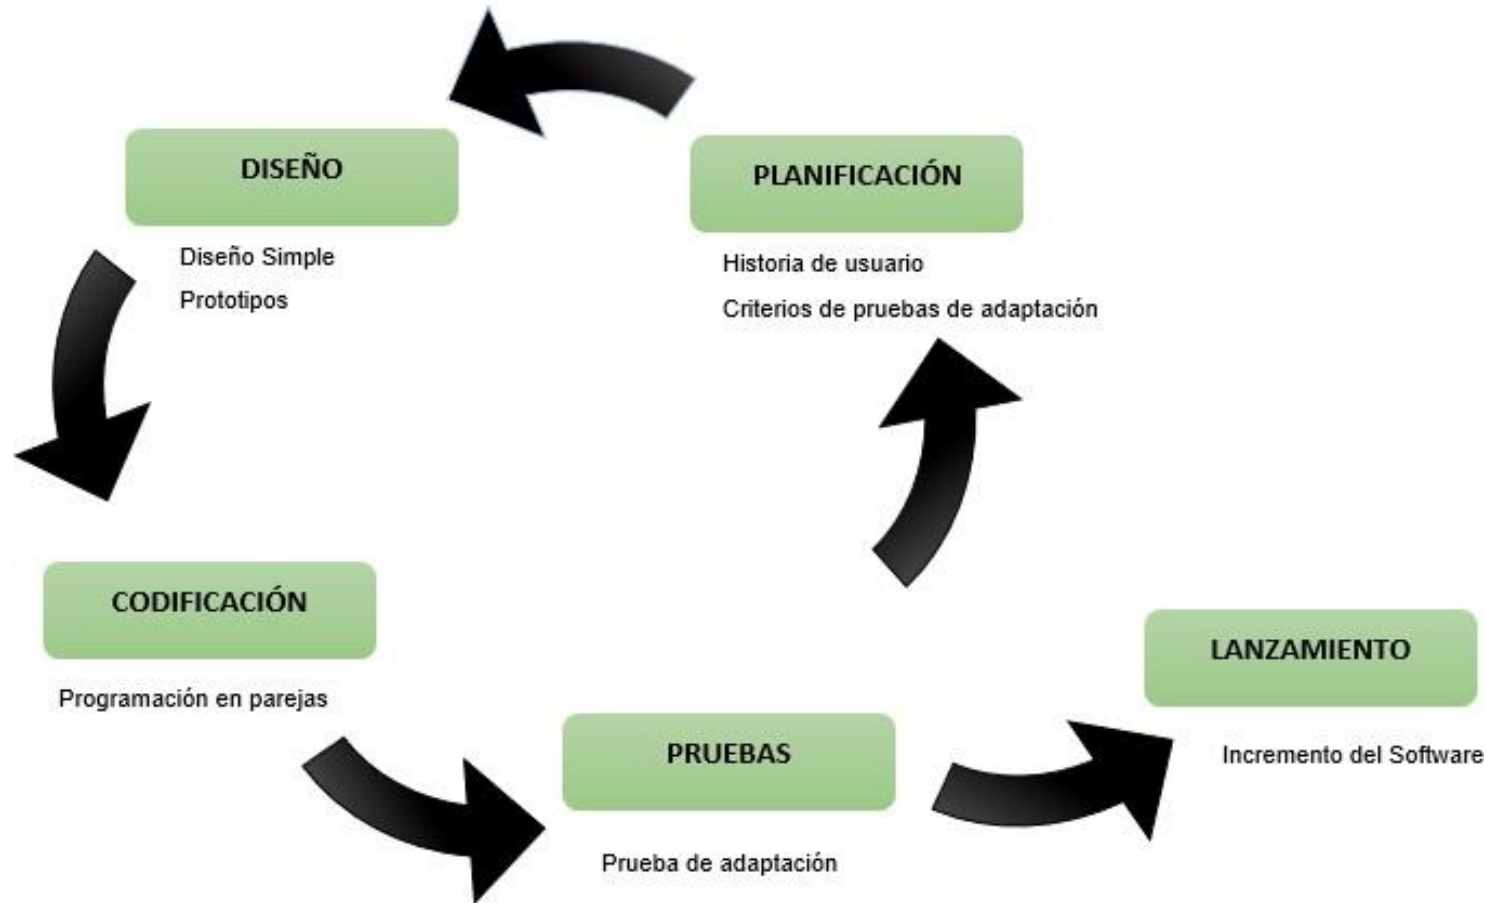 DISEÑO
Diseño Simple
Prototipos
PLANIFICACIÓN
Historia de usuario
Criterios de pruebas de adaptación
CODIFICACIÓN
Programación en parejas
PRUEBAS
Prueba de adaptación
LANZAMIENTO
Incremento del Software